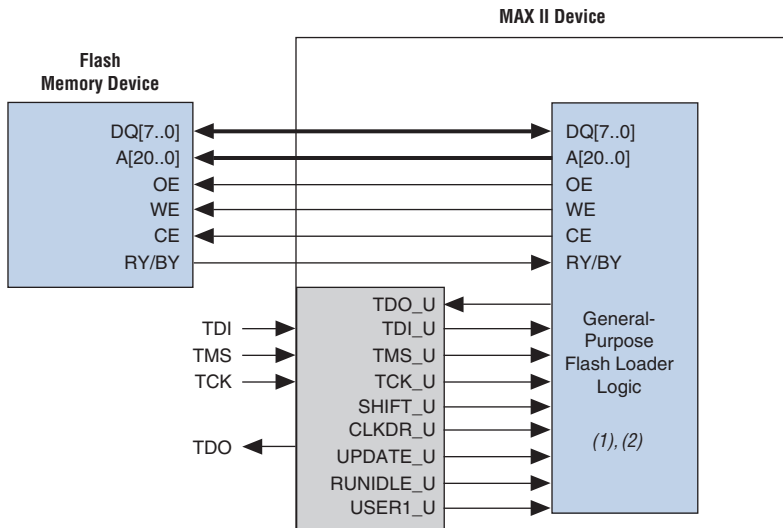 MAX II Device
Flash
Memory Device
DQ[7..0]
A[20..0]
OE
WE
CE
RY/BY
DQ[7..0]
A[20..0]
OE
WE
CE
RY/BY
TDI
TMS
TCK
TDO
TDO_U
TDI_U
TMS_U
TCK_U
SHIFT_U
CLKDR_U
UPDATE_U
RUNIDLE_U
USER1_U
General-
Purpose
Flash Loader
Logic
(1), (2)